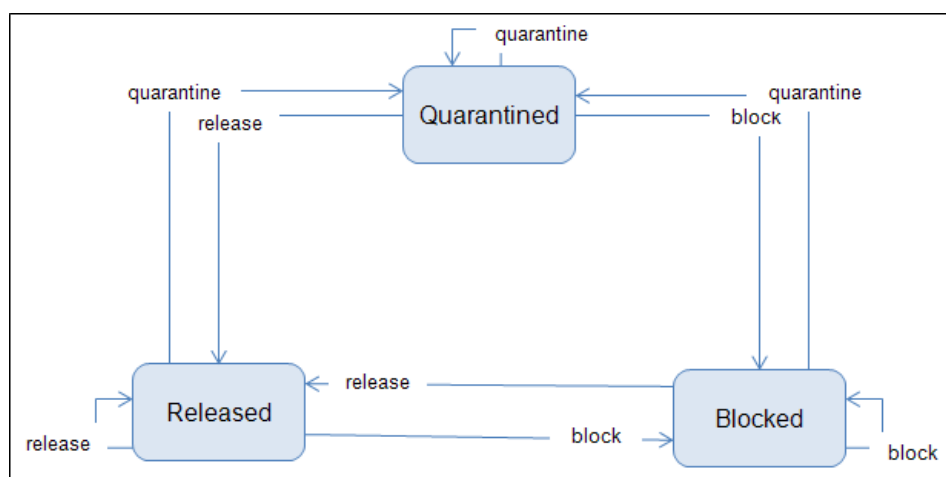 quarantine
quarantine
quarantine
Quarantined
release
block
release
Released
Blocked
block
release
block